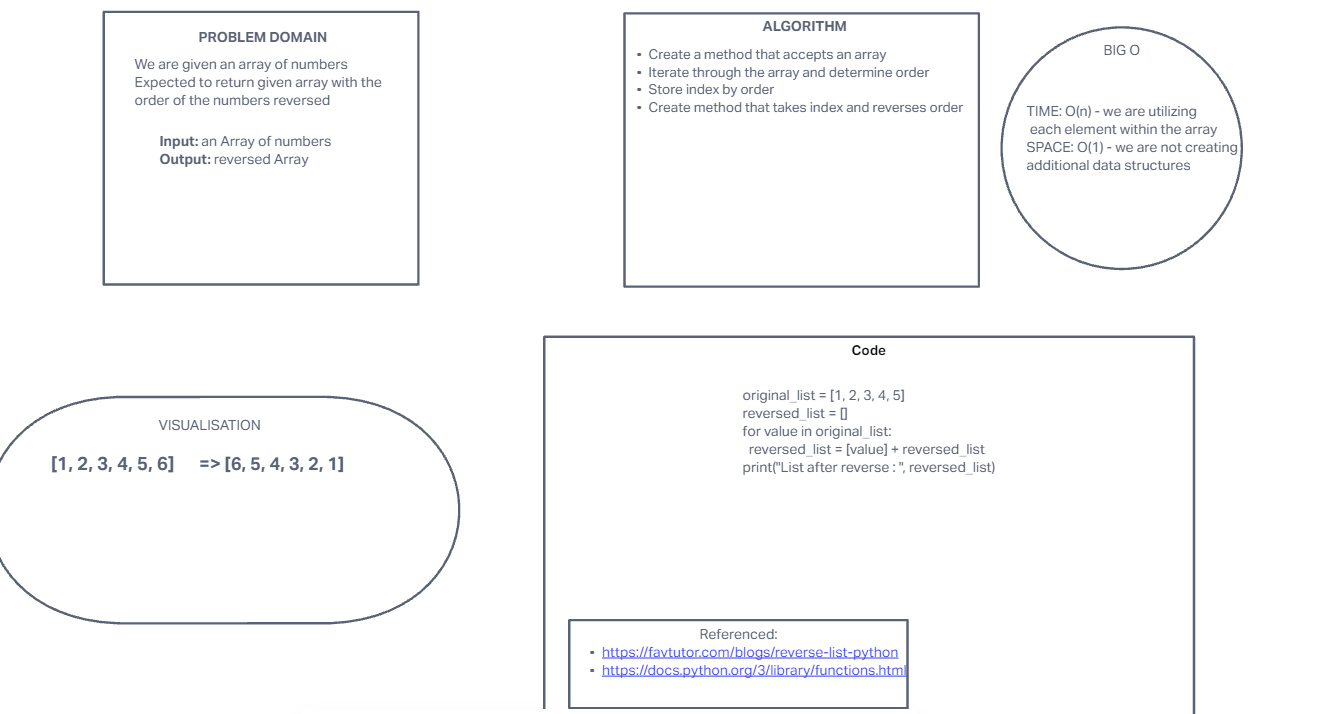 PROBLEM DOMAIN
We are given an array of numbers
Expected to return given array with the
order of the numbers reversed
Input: an Array of numbers
Output: reversed Array
ALGORITHM
• Create a method that accepts an array
• Iterate through the array and determine order
• Store index by order
• Create method that takes index and reverses order
BIG O
TIME: O(n) - we are utilizing
each element within the array
SPACE: O(1) - we are not creating
additional data structures
VISUALISATION
[1, 2, 3, 4, 5, 6] => [6, 5, 4, 3, 2, 1]
Code
original_list = [1, 2, 3, 4, 5]
reversed_list = []
for value in original_list:
  reversed_list = [value] + reversed_list
print("List after reverse : ", reversed_list)
Referenced:
• https://favtutor.com/blogs/reverse-list-python
• https://docs.python.org/3/library/functions.html